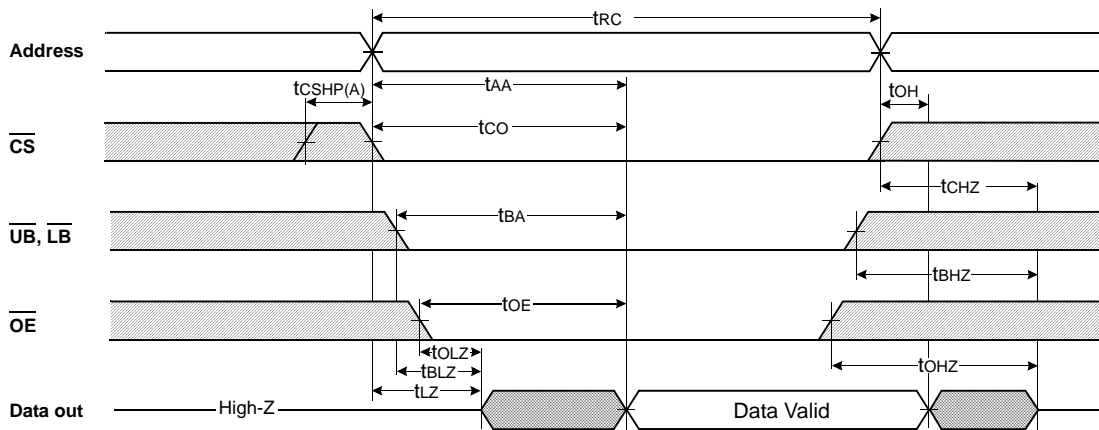 tRC
Address
tCSHP(A)
tAA
tOH
tCO
CS
tCHZ
tBA
UB, LB
tBHZ
tOE
OE
tOLZ
tOHZ
tBLZ
tLZ
Data out
High-Z
Data Valid